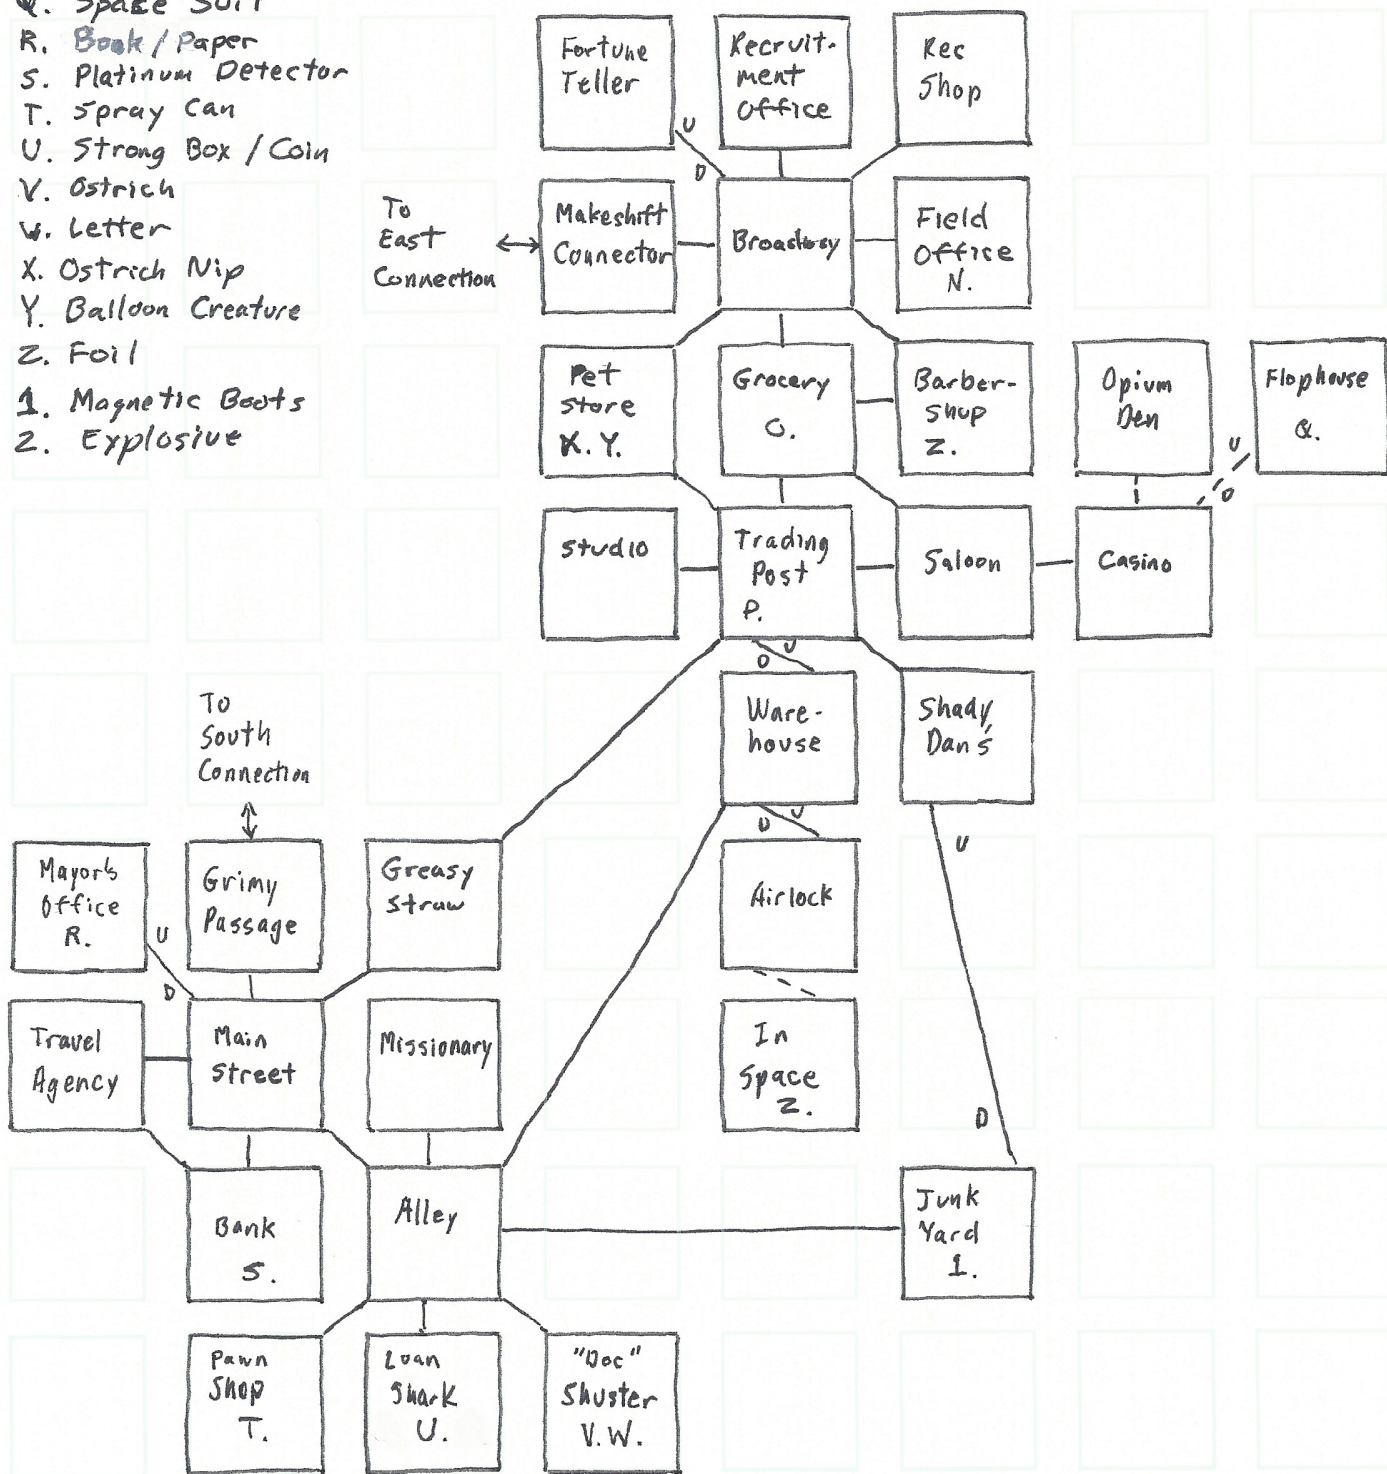 Q. Space Suit
R. Book / Paper
S. Platinum Detector
T. Spray Can
U. Strong Box / Coin
V. Ostrich
W. Letter
X. Ostrich Nip
Y. Balloon Creature
Z. Foil
1. Magnetic Boots
2. Explosive
Fortune
Teller
Recruit-
ment
Office
Rec
Shop
U
D
To
East
Connection
Makeshift
Connector
Broadway
Field
Office
N.
Pet
Store
X. Y.
Grocery
O.
Barber-
shop
Z.
Opium
Den
Flophouse
Q.
U
D
Studio
Trading
Post
P.
Saloon
Casino
U
D
Ware-
house
Shady
Dan's
U
D
To
South
Connection
Mayor's
Office
R.
Grimy
Passage
Greasy
Straw
Airlock
U
U
D
Travel
Agency
Main
Street
Missionary
In
Space
2.
D
Bank
S.
Alley
Junk
Yard
1.
Pawn
Shop
T.
Loan
Shark
U.
"Doc"
Shuster
V. W.